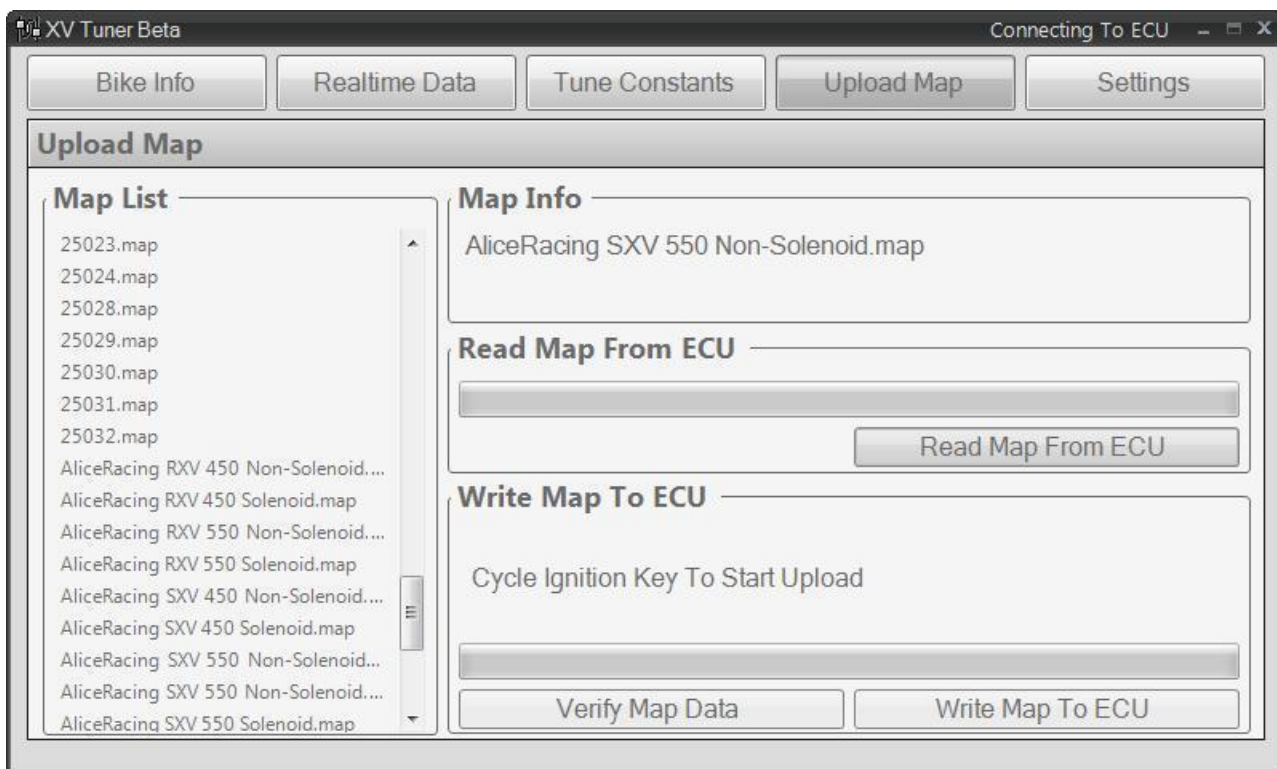 XV Tuner Beta
Connecting To ECU
Bike Info
Realtime Data
Tune Constants
Upload Map
Settings
Upload Map
Map List
25023.map
25024.map
25028.map
25029.map
25030.map
25031.map
25032.map
AliceRacing RXV 450 Non-Solenoid....
AliceRacing RXV 450 Solenoid.map
AliceRacing RXV 550 Non-Solenoid....
AliceRacing RXV 550 Solenoid.map
AliceRacing SXV 450 Non-Solenoid....
AliceRacing SXV 450 Solenoid.map
AliceRacing SXV 550 Non-Solenoid...
AliceRacing SXV 550 Non-Solenoid....
AliceRacing SXV 550 Solenoid.map
Map Info
AliceRacing SXV 550 Non-Solenoid.map
Read Map From ECU
Read Map From ECU
Write Map To ECU
Cycle Ignition Key To Start Upload
Verify Map Data
Write Map To ECU